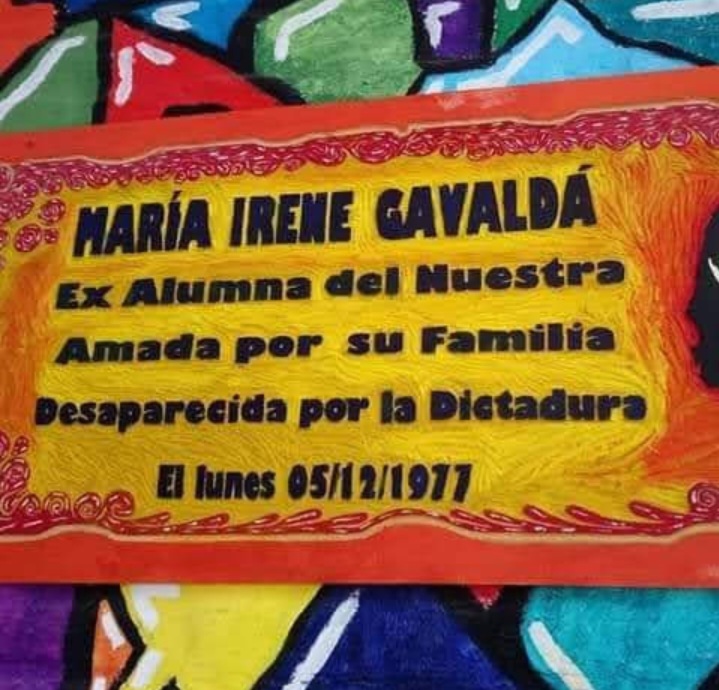 MARÍA IRENE GAVALDÁ
Ex Alumna del Nuestra
Amada por su Familia
Desaparecida por la Dictadura
El lunes 05/12/1977